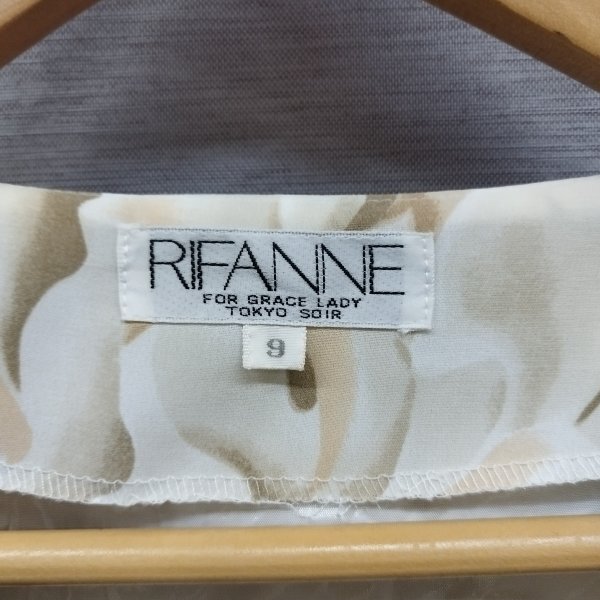 RIFANNE
FOR GRACE LADY
TOKYO SOIR
9